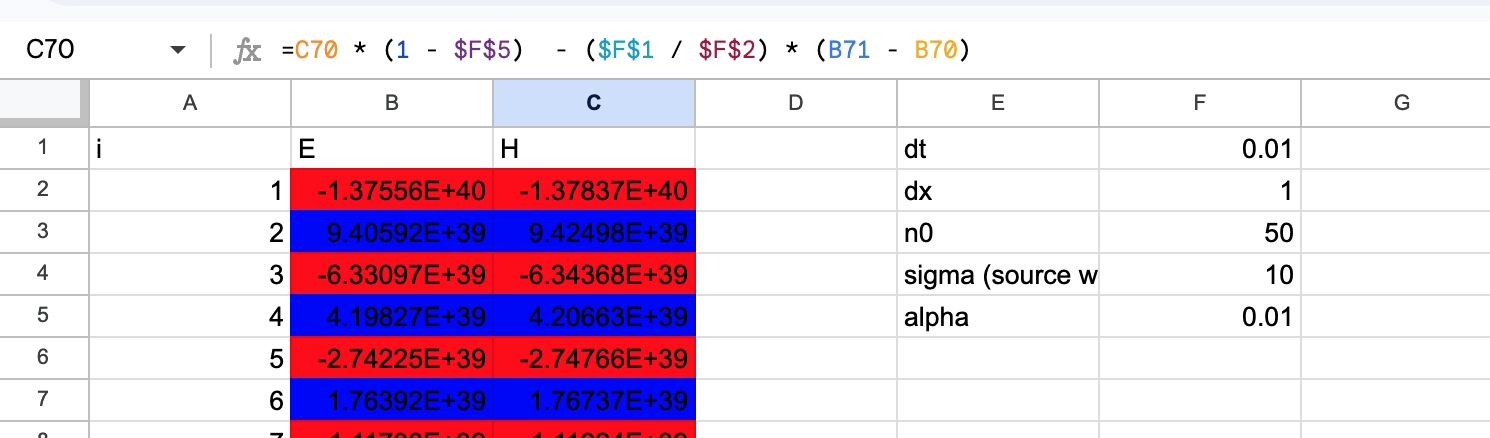 C70 fx =C70 * (1 - $F$5)  - ($F$1 / $F$2) * (B71 - B70)
A B C D E F G
1 i E H dt 0.01
2 1 -1.37556E+40 -1.37837E+40 dx 1
3 2 9.40592E+39 9.42498E+39 n0 50
4 3 -6.33097E+39 -6.34368E+39 sigma (source w 10
5 4 4.19827E+39 4.20663E+39 alpha 0.01
6 5 -2.74225E+39 -2.74766E+39
7 6 1.76392E+39 1.76737E+39
8 7